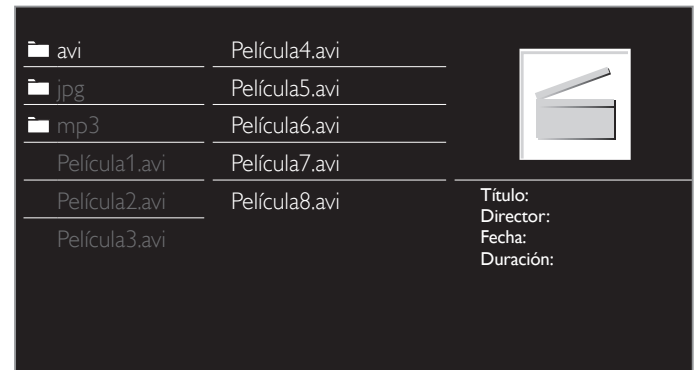 avi
jpg
mp3
Película1.avi
Película2.avi
Película3.avi
Película4.avi
Película5.avi
Película6.avi
Película7.avi
Película8.avi
Título:
Director:
Fecha:
Duración: